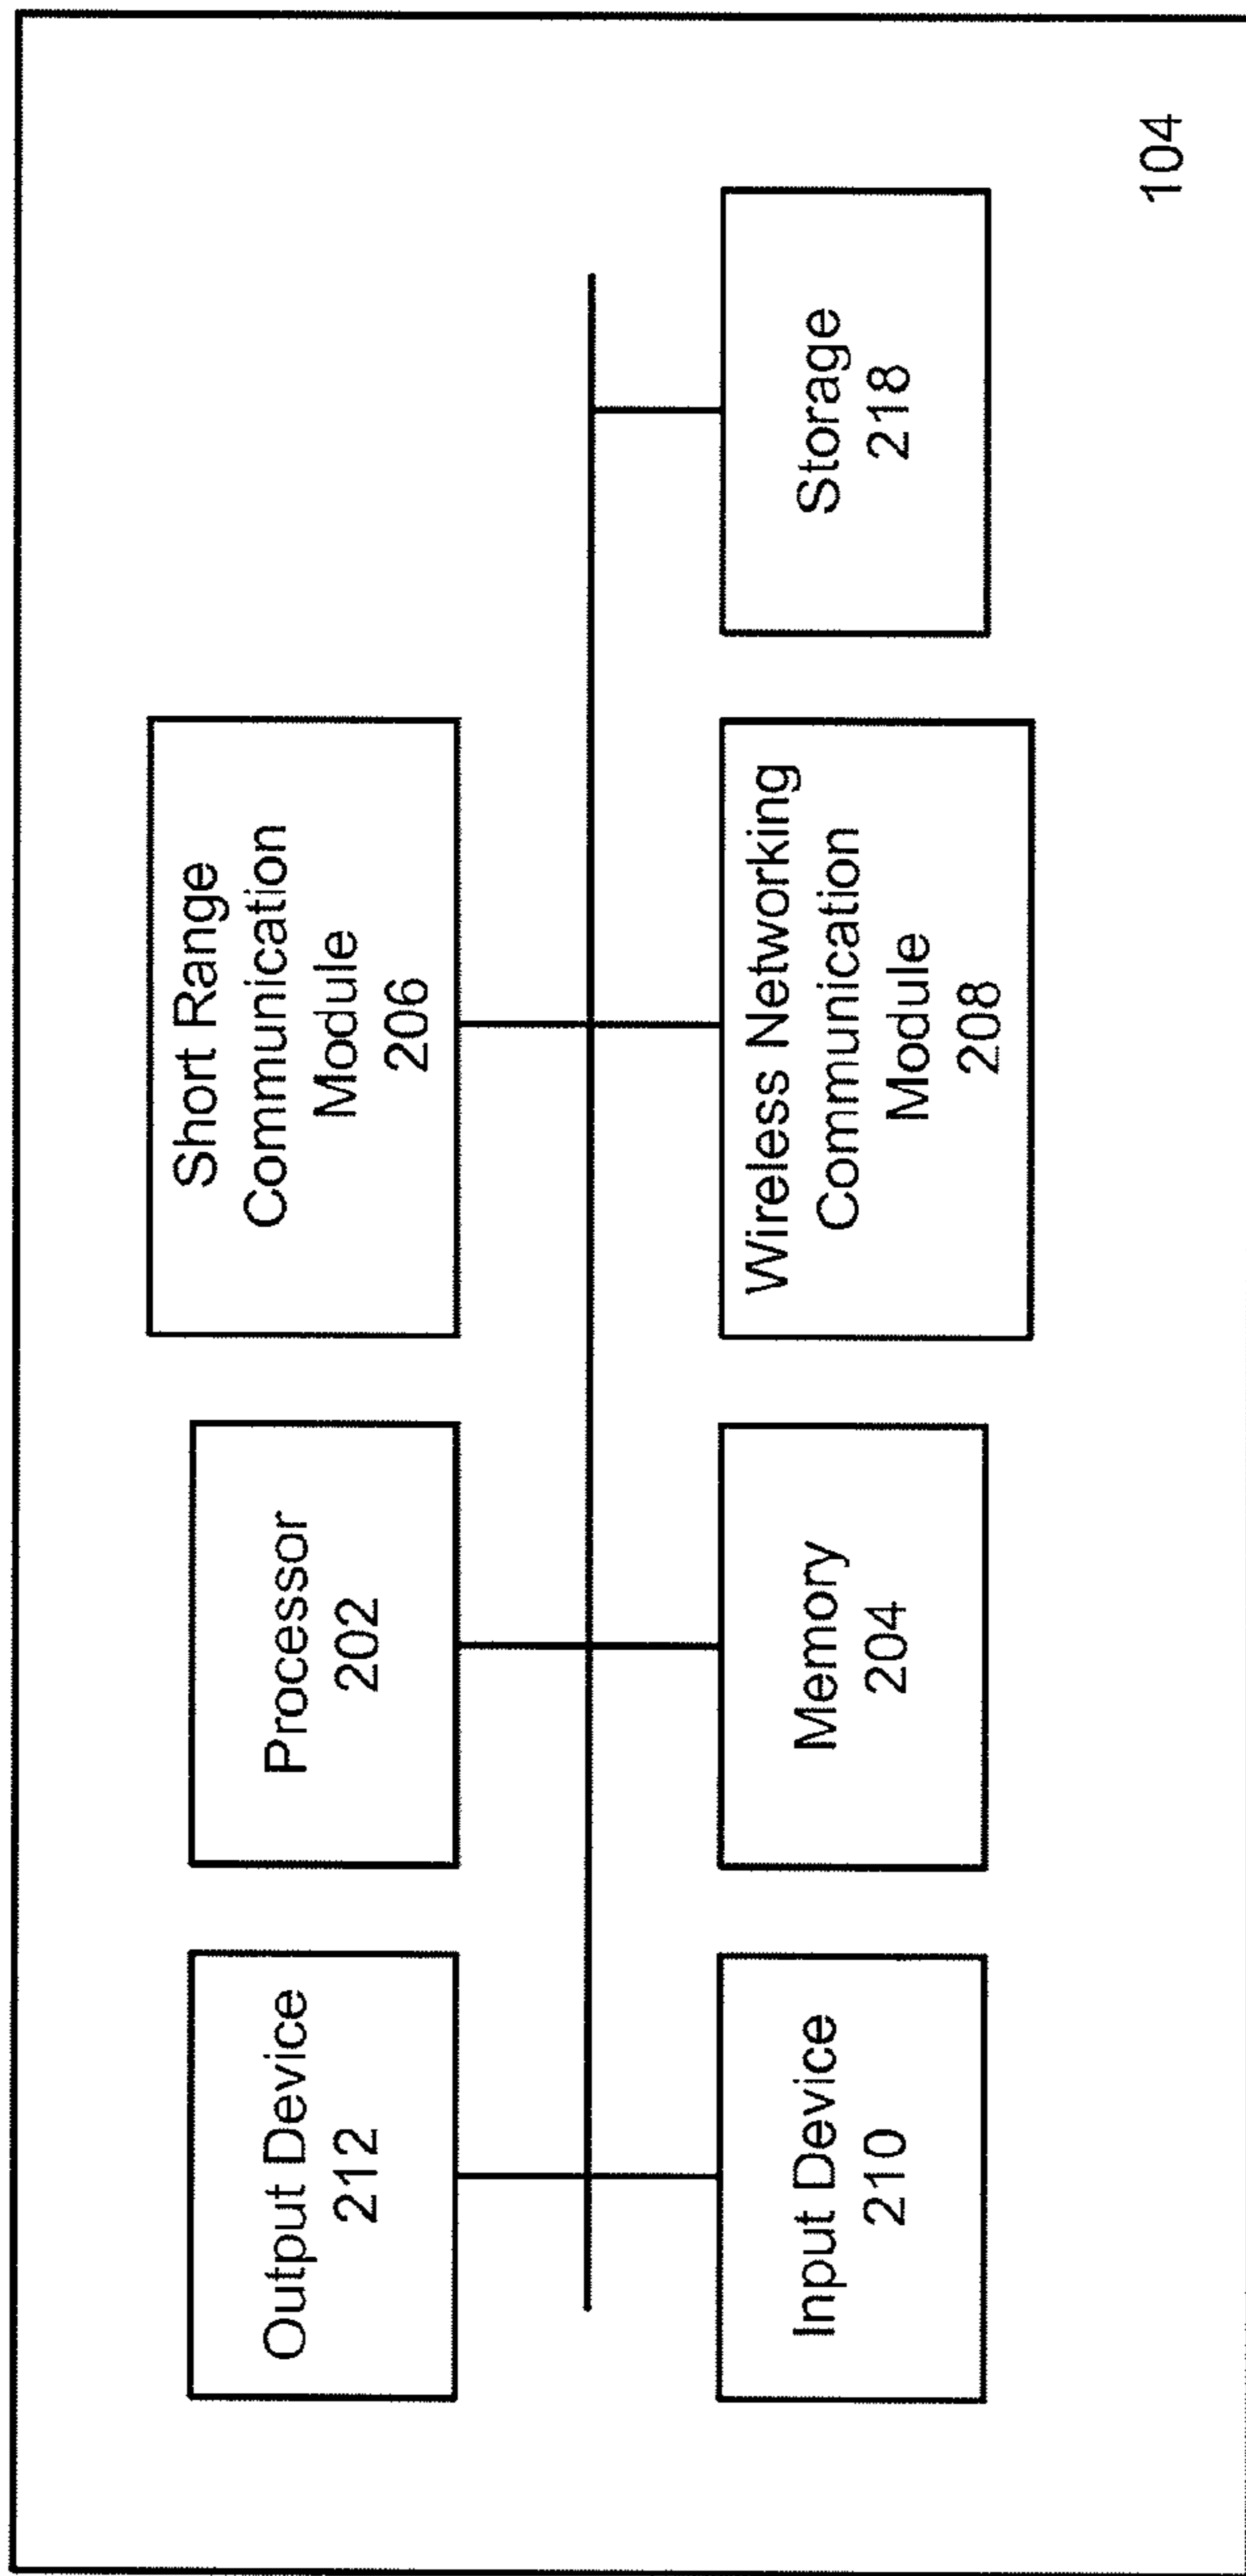 Output Device
212
Processor
202
Short Range
Communication
Module
206
Input Device
210
Memory
204
Wireless Networking
Communication
Module
208
Storage
218
104